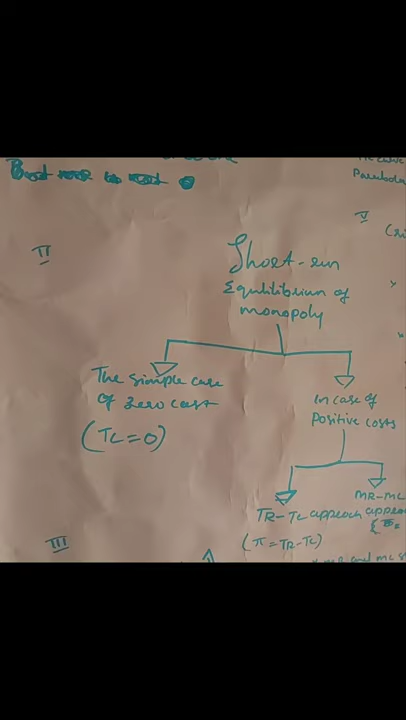 Parabola
II
V
Short-run
Equilibrium of
monopoly
The simple case
of zero cost
(TC=0)
in case of
Positive costs
TR-TC approach
(π=TR-TC)
MR-MC
III